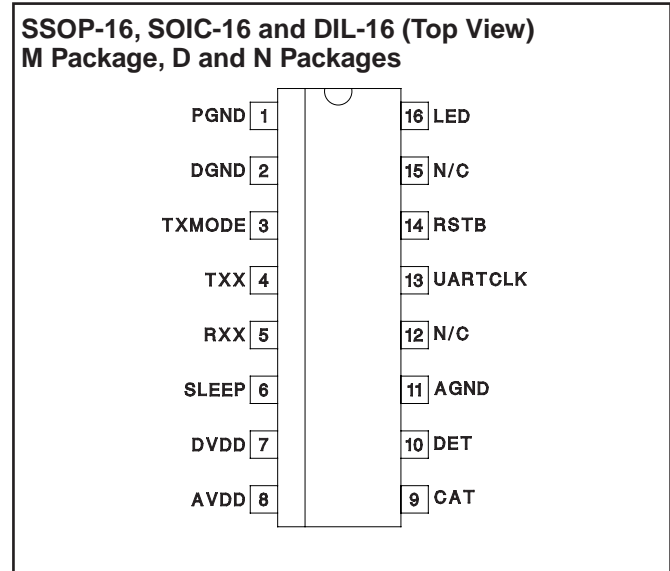 SSOP-16, SOIC-16 and DIL-16 (Top View)
M Package, D and N Packages
PGND 1 16 LED
DGND 2 15 N/C
TXMODE 3 14 RSTB
TXX 4 13 UARTCLK
RXX 5 12 N/C
SLEEP 6 11 AGND
DVDD 7 10 DET
AVDD 8 9 CAT